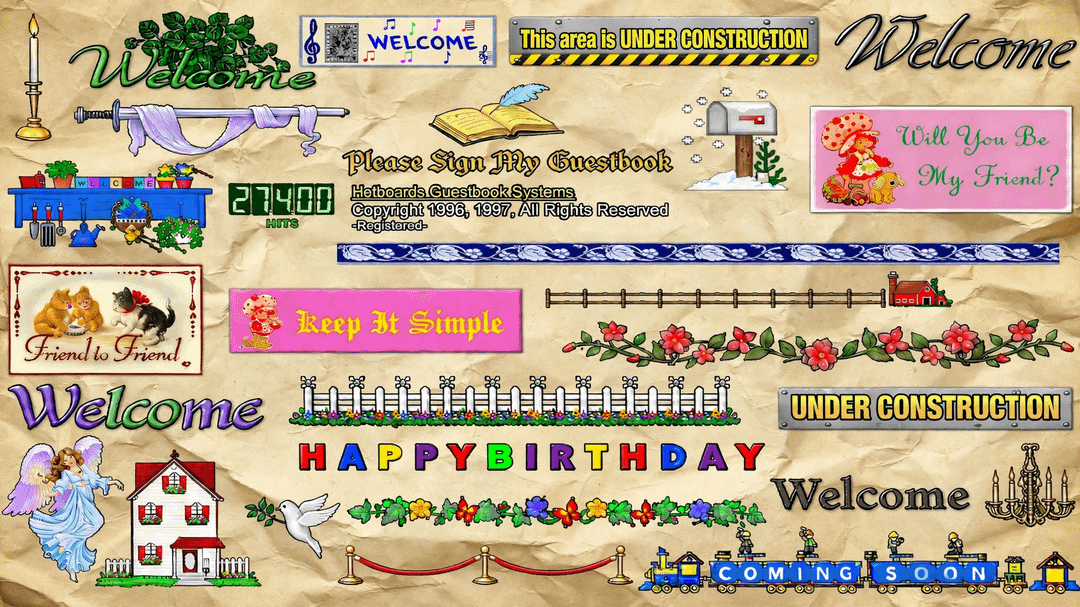 Welcome
WELCOME
This area is UNDER CONSTRUCTION
Welcome
Please Sign My Guestbook
Hotboards Guestbook Systems
Copyright 1996, 1997, All Rights Reserved
-Registered-
Will You Be
My Friend?
WELCOME
27400
HITS
Friend to Friend
Keep It Simple
Welcome
UNDER CONSTRUCTION
HAPPY BIRTHDAY
Welcome
COMING SOON